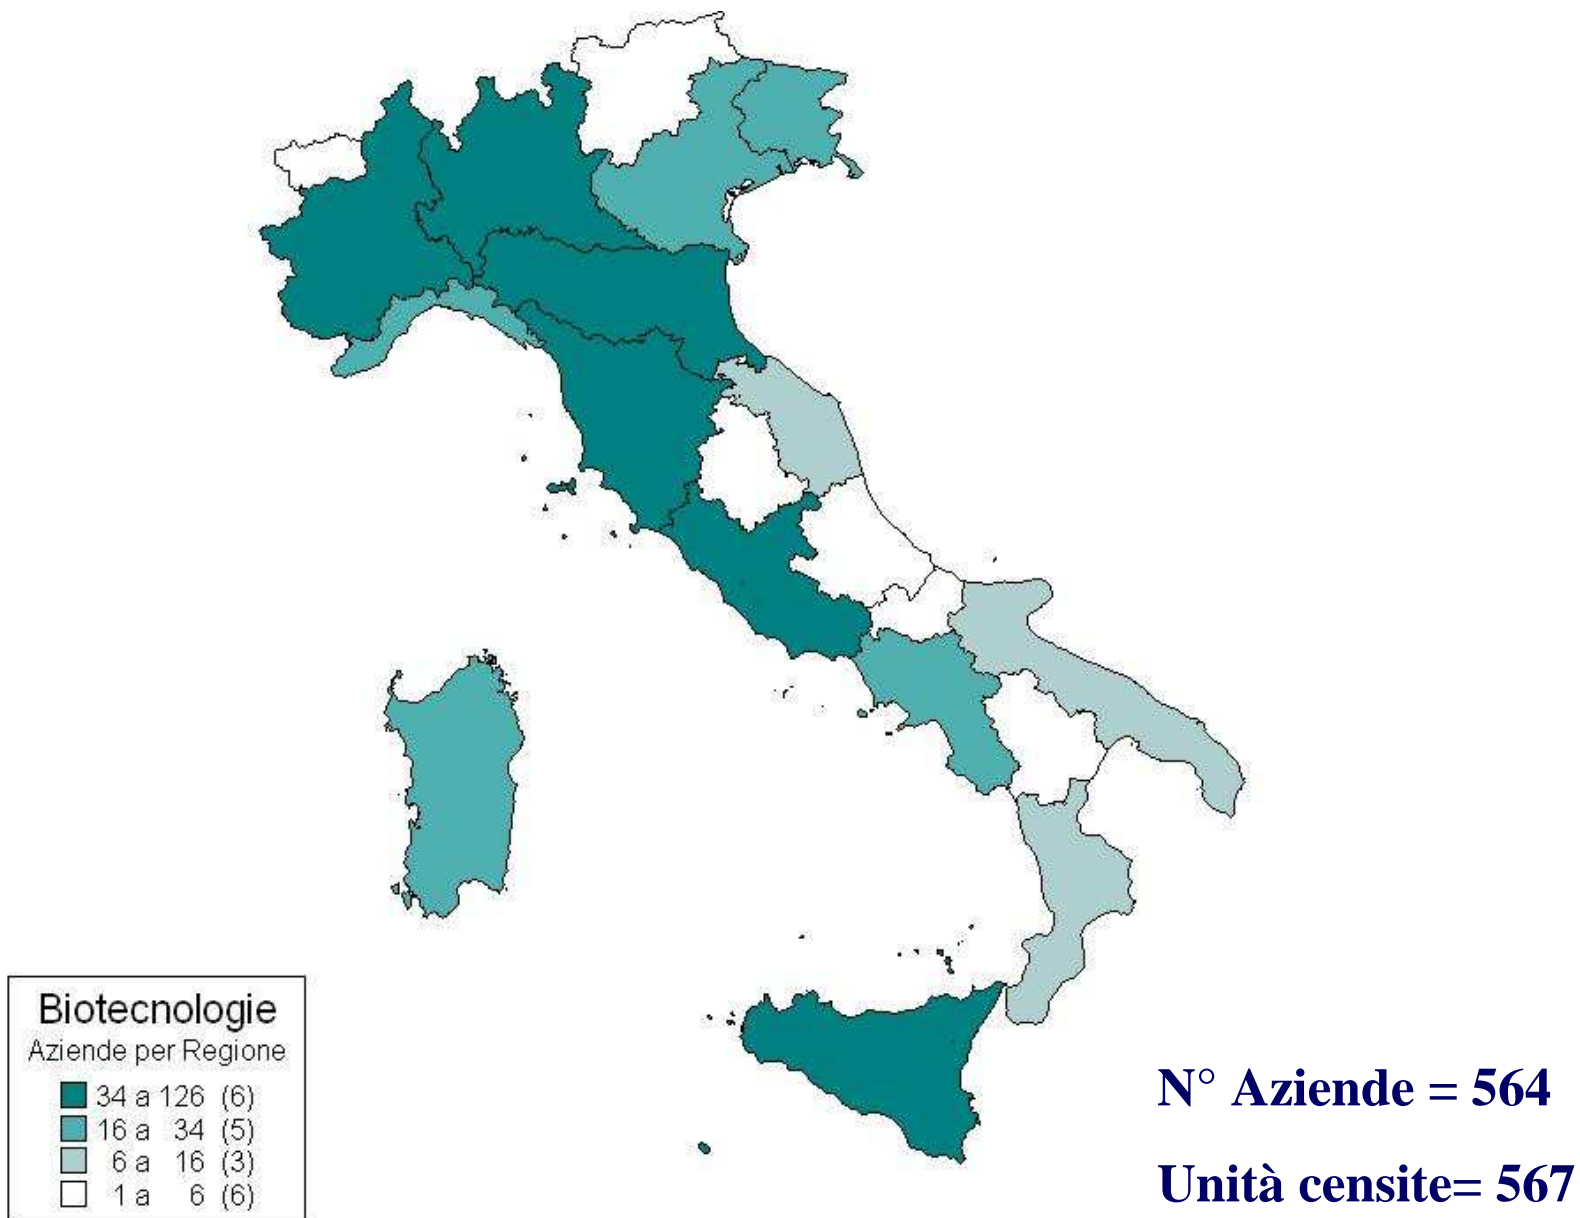 Biotecnologie
Aziende per Regione
34 a 126 (6)
16 a 34 (5)
6 a 16 (3)
1 a 6 (6)
N° Aziende = 564
Unità censite= 567